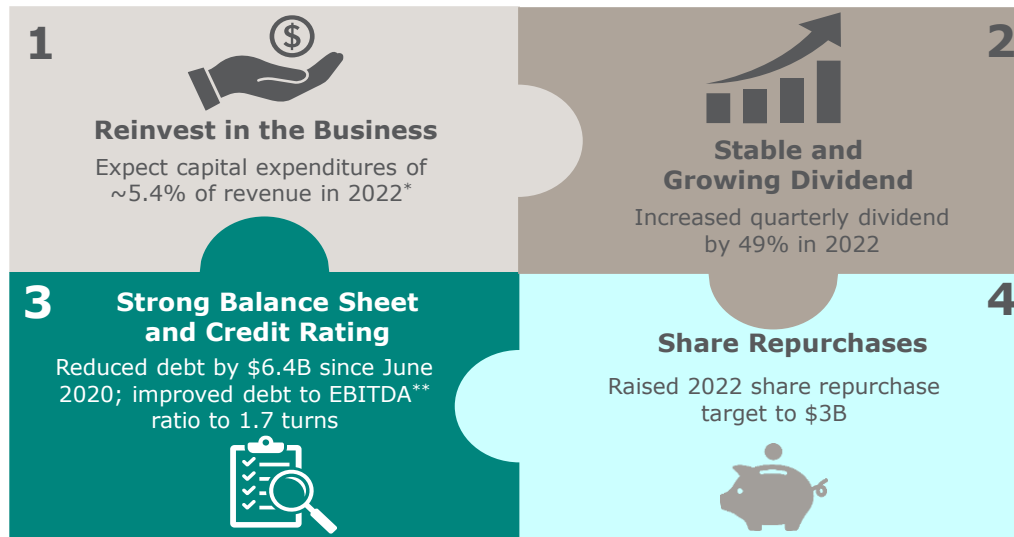 1
$
Reinvest in the Business
Expect capital expenditures of
~5.4% of revenue in 2022*
2
Stable and
Growing Dividend
Increased quarterly dividend
by 49% in 2022
3
Strong Balance Sheet
and Credit Rating
Reduced debt by $6.4B since June
2020; improved debt to EBITDA**
ratio to 1.7 turns
4
Share Repurchases
Raised 2022 share repurchase
target to $3B